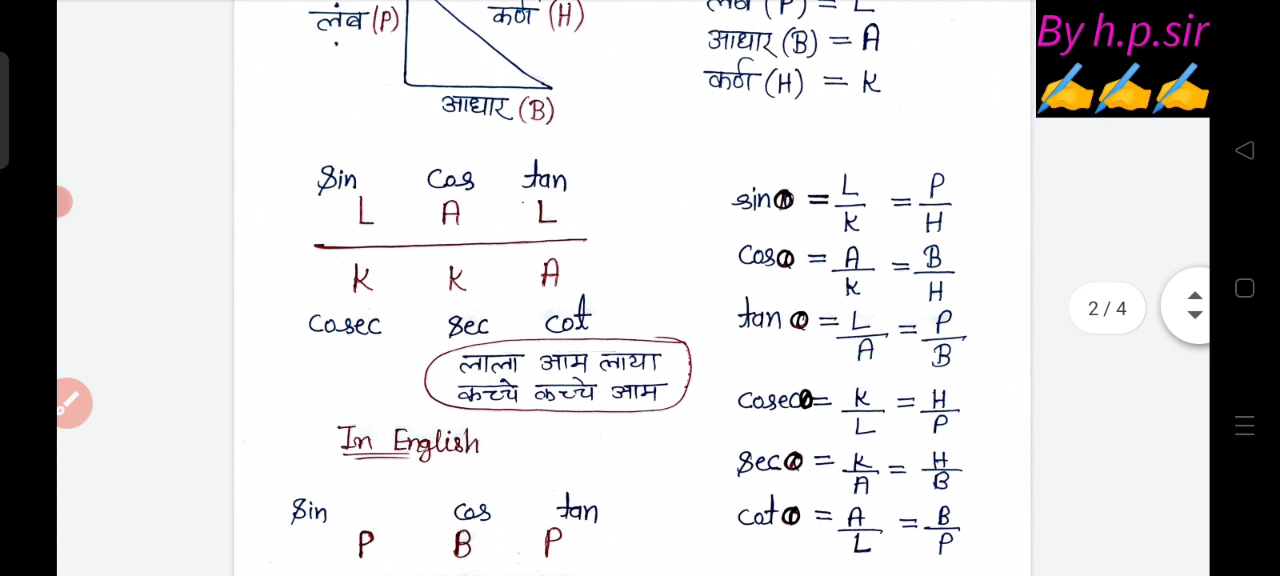 लंब (P)
कर्ण (H)
आधार (B)
लंब (P) = L
आधार (B) = A
कर्ण (H) = K
By h.p.sir
✍️✍️✍️
sin cos tan
L A L
K K A
cosec sec cot
लाला आम लाया
कच्चे कच्चे आम
In English
sin cos tan
P B P
sinθ = L/K = P/H
cosθ = A/K = B/H
tanθ = L/A = P/B
cosecθ = K/L = H/P
secθ = K/A = H/B
cotθ = A/L = B/P
2 / 4